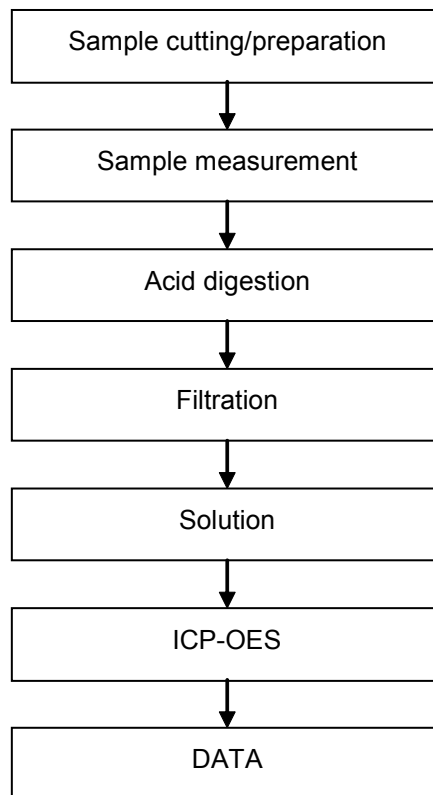 Sample cutting/preparation
Sample measurement
Acid digestion
Filtration
Solution
ICP-OES
DATA